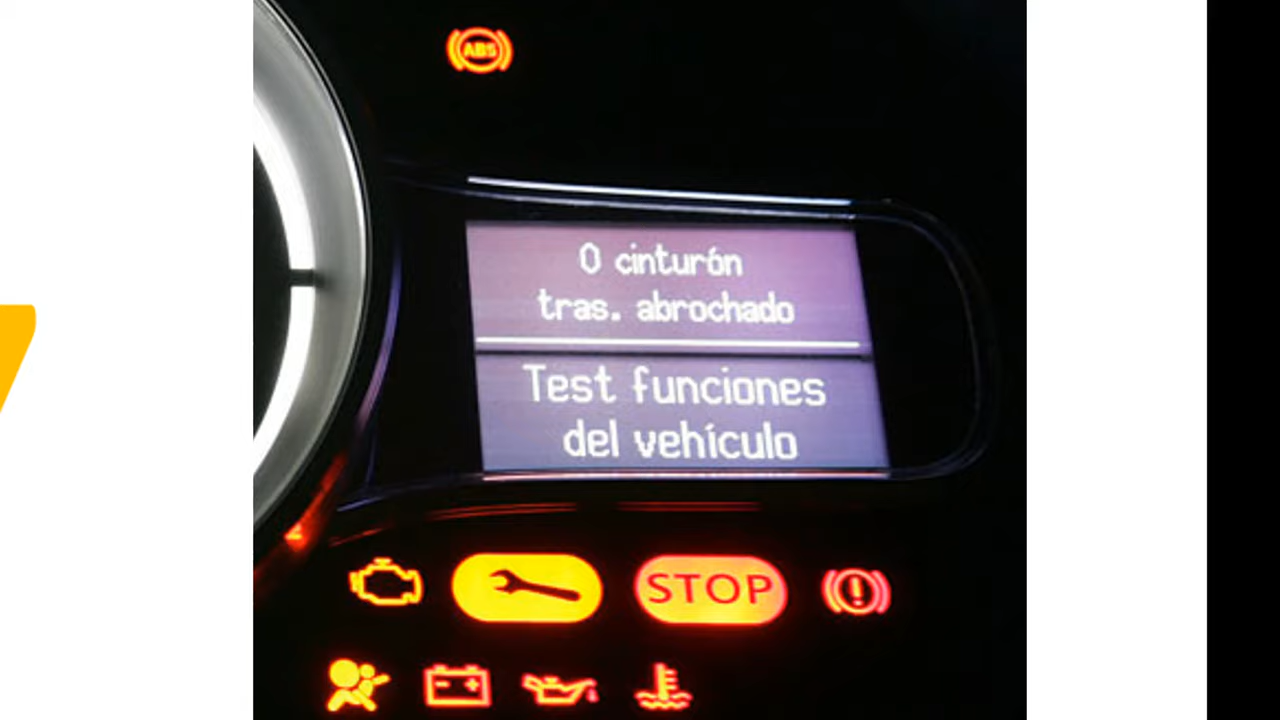 ABS
0 cinturón
tras. abrochado
Test funciones
del vehículo
STOP